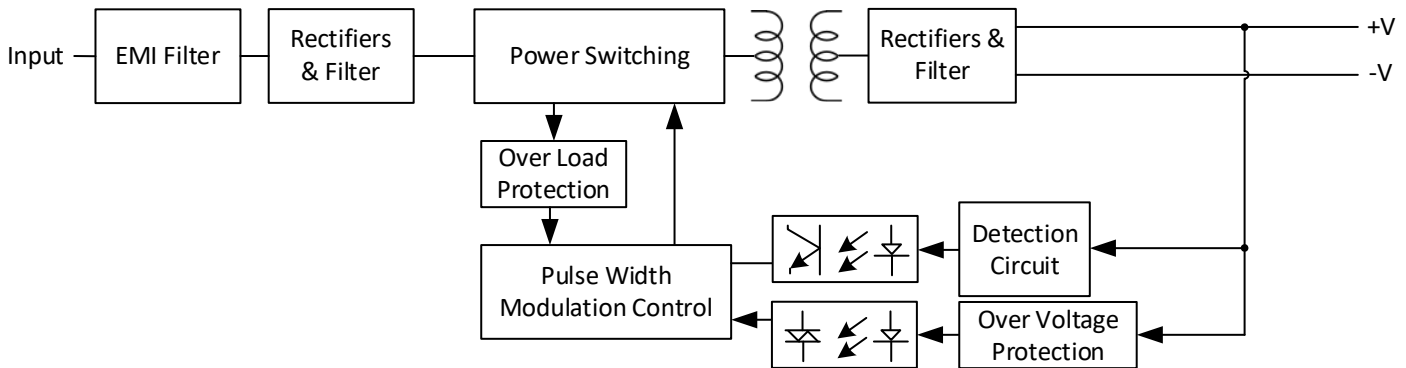 Input
EMI Filter
Rectifiers
& Filter
Power Switching
Rectifiers &
Filter
+V
-V
Over Load
Protection
Pulse Width
Modulation Control
Detection
Circuit
Over Voltage
Protection